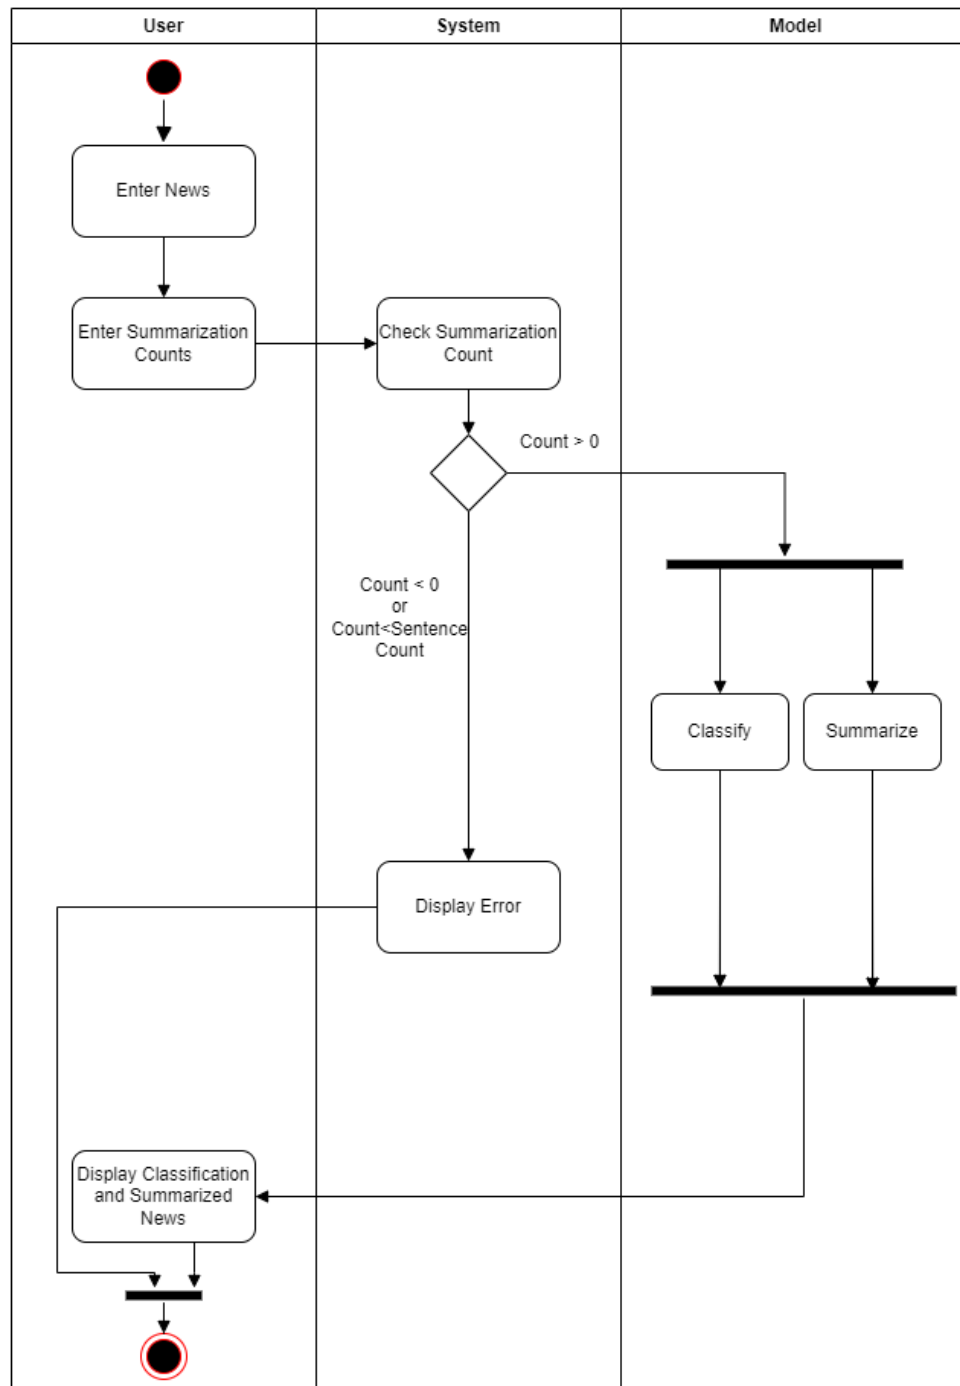 User
System
Model
Enter News
Enter Summarization
Counts
Check Summarization
Count
Count > 0
Count < 0
or
Count<Sentence
Count
Classify
Summarize
Display Error
Display Classification
and Summarized
News